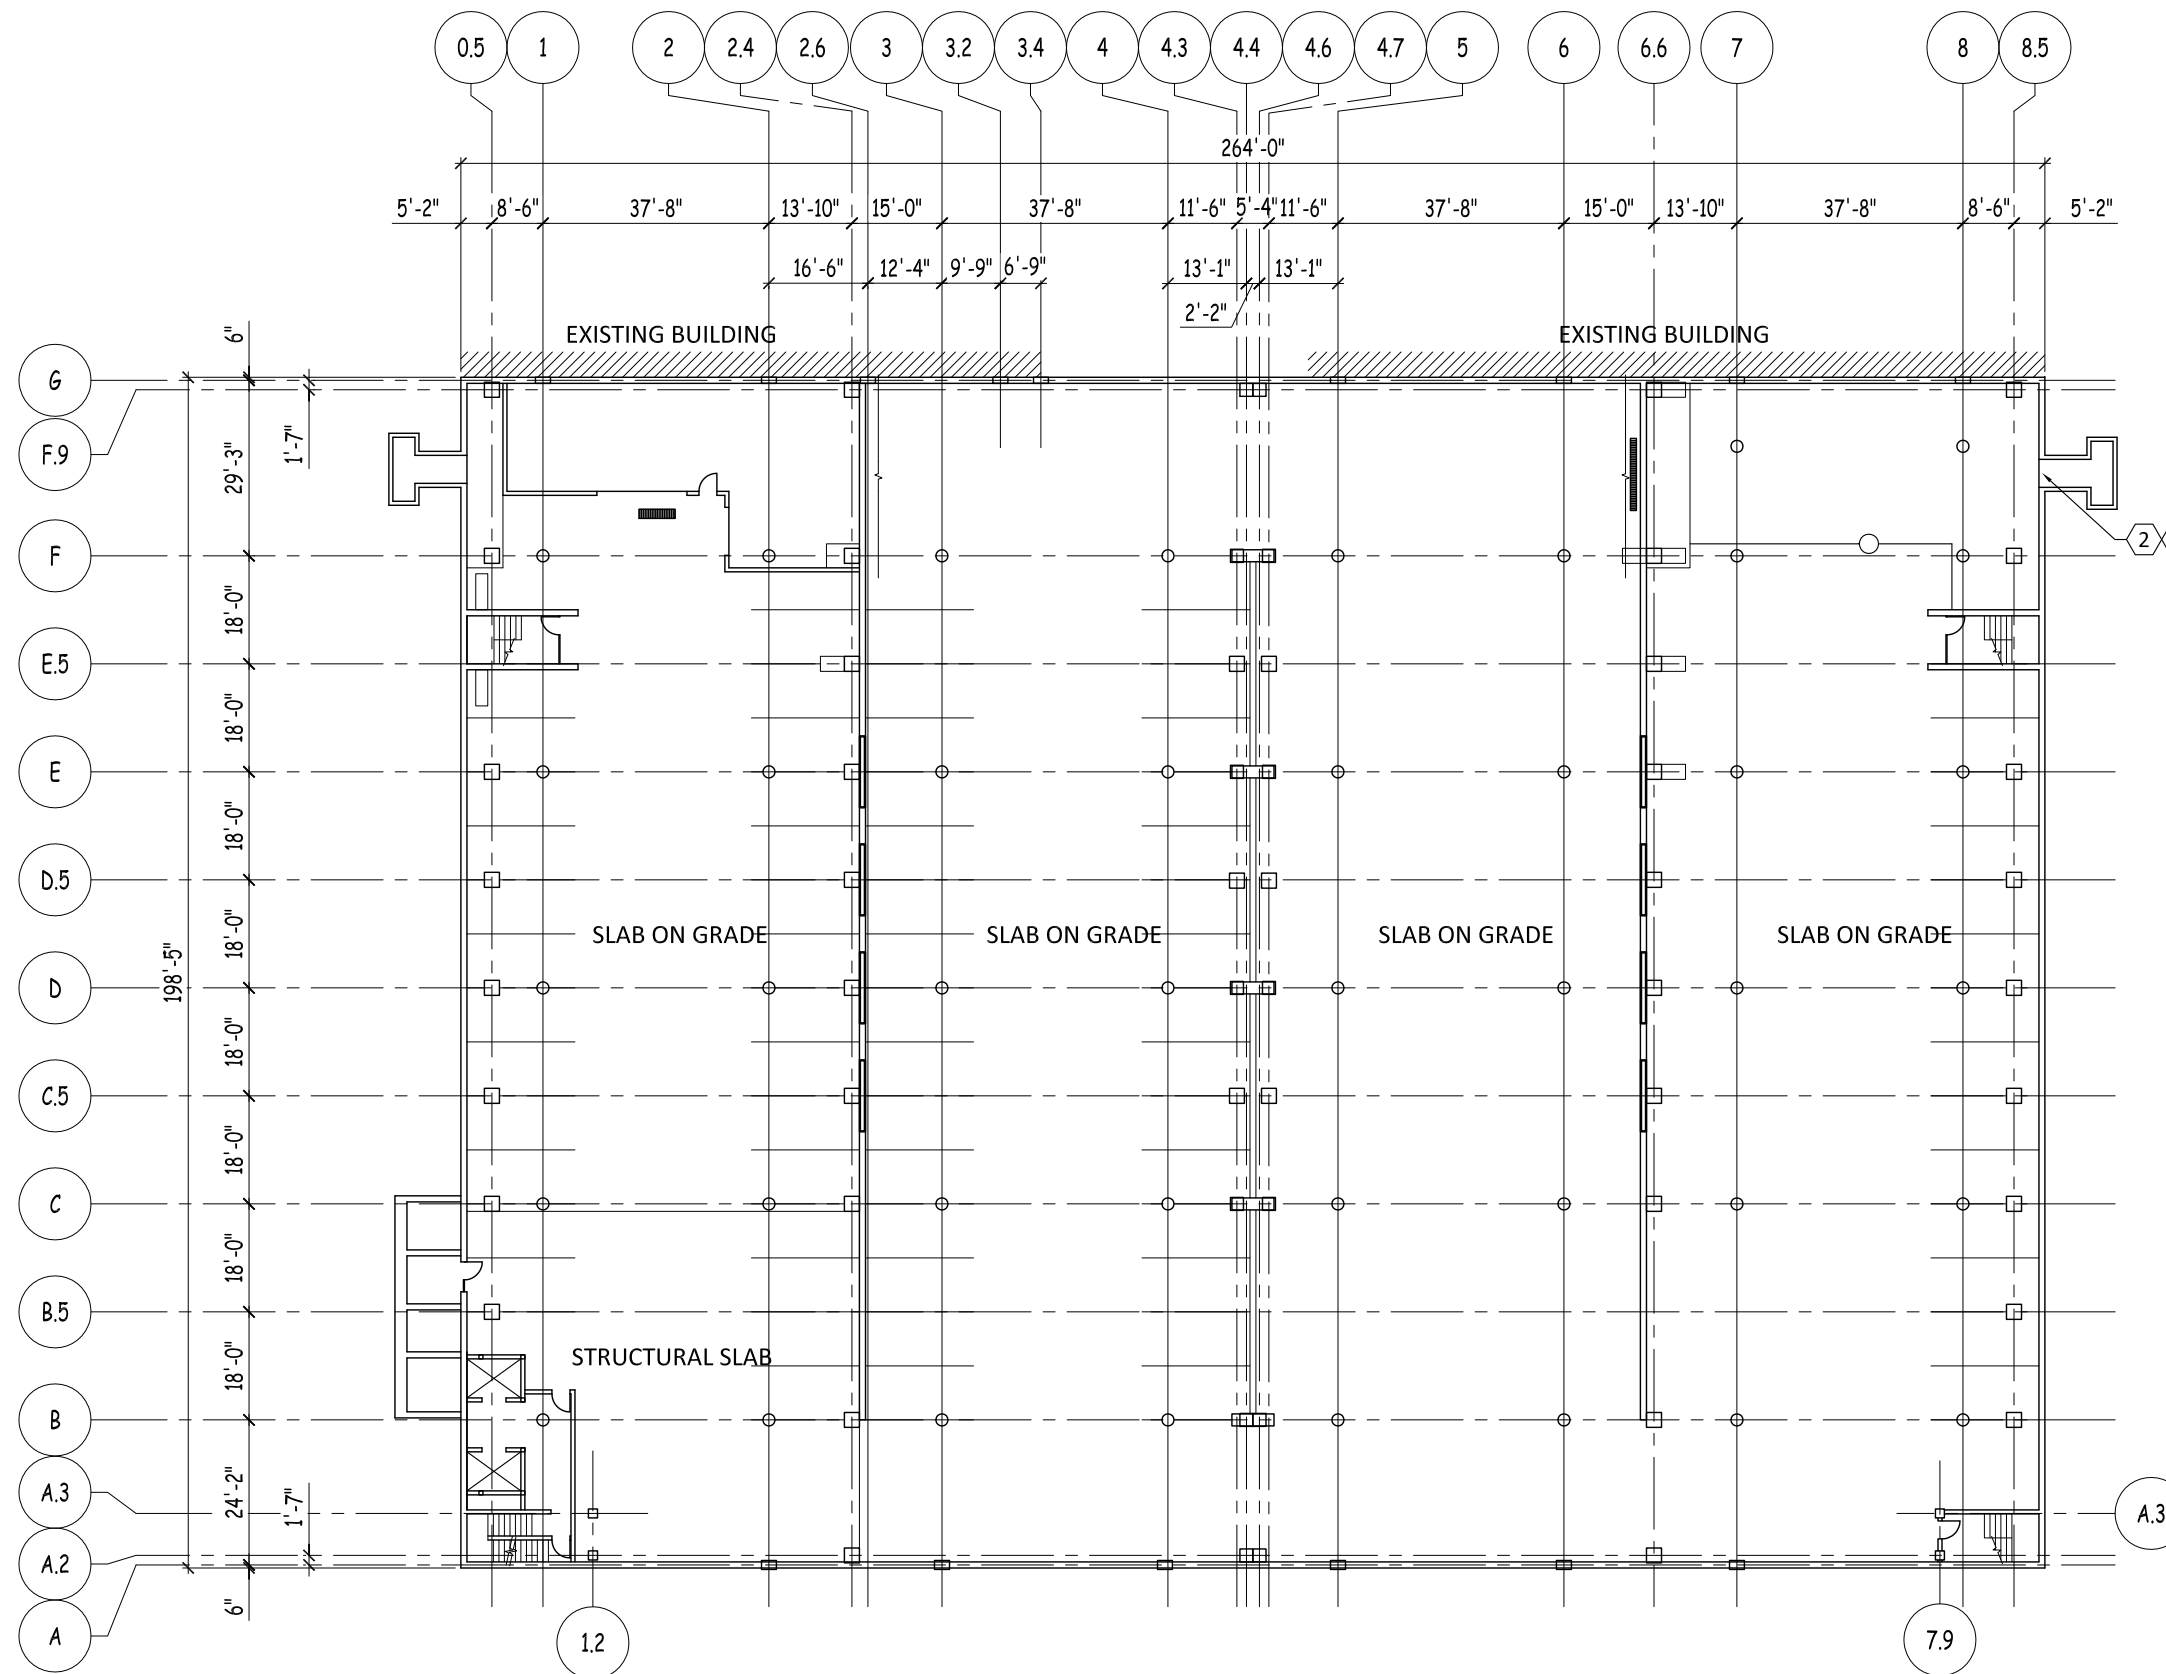 0.5 1 2 2.4 2.6 3 3.2 3.4 4 4.3 4.4 4.6 4.7 5 6 6.6 7 8 8.5
264'-0"
5'-2" 8'-6" 37'-8" 13'-10" 15'-0" 37'-8" 11'-6" 5'-4" 11'-6" 37'-8" 15'-0" 13'-10" 37'-8" 8'-6" 5'-2"
16'-6" 12'-4" 9'-9" 6'-9" 13'-1" 13'-1"
2'-2"
6" EXISTING BUILDING EXISTING BUILDING
G
F.9 29'-3" 1'-7"
2
F
18'-0"
E.5
18'-0"
E
18'-0"
D.5
18'-0" SLAB ON GRADE SLAB ON GRADE SLAB ON GRADE SLAB ON GRADE
198'-5"
D
18'-0"
C.5
18'-0"
C
18'-0"
B.5
18'-0" STRUCTURAL SLAB
B
A.3 24'-2" 1'-7" A.3
A.2
6"
A 1.2 7.9